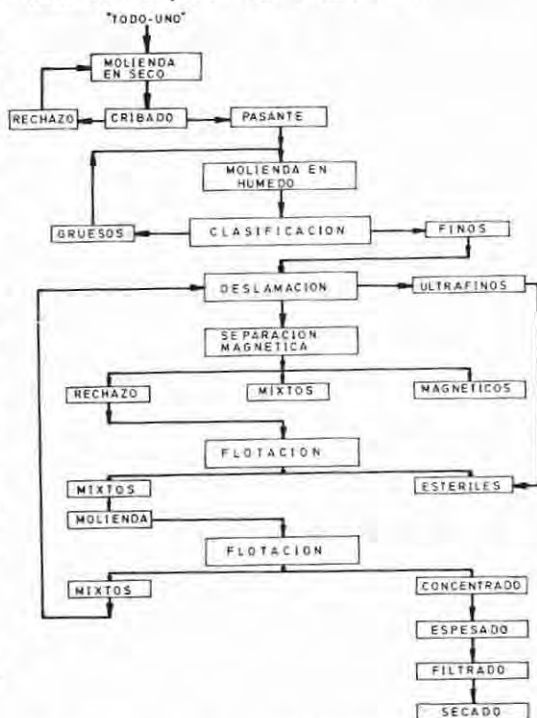 "TODO-UNO"
MOLIENDA
EN SECO
RECHAZO
CRIBADO
PASANTE
MOLIENDA EN
HUMEDO
GRUESOS
CLASIFICACION
FINOS
DESLAMACION
ULTRAFINOS
SEPARACION
MAGNETICA
RECHAZO
MIXTOS
MAGNETICOS
FLOTACION
MIXTOS
ESTERILES
MOLIENDA
FLOTACION
MIXTOS
CONCENTRADO
ESPESADO
FILTRADO
SECADO